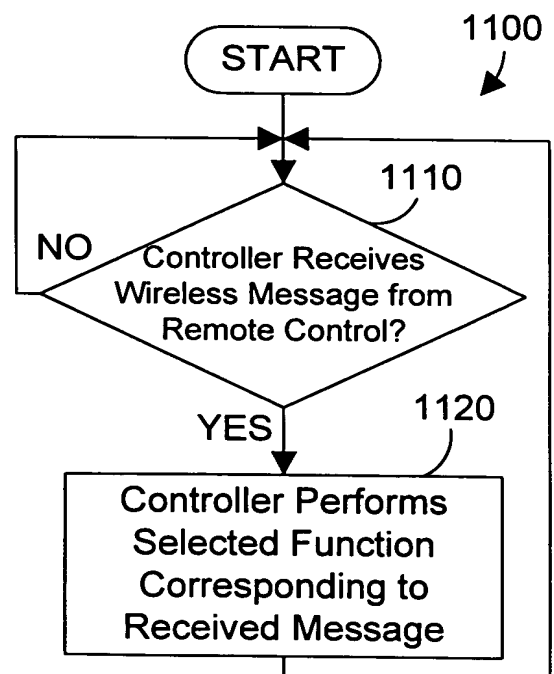 1100
START
1110
NO
Controller Receives
Wireless Message from
Remote Control?
YES
1120
Controller Performs
Selected Function
Corresponding to
Received Message